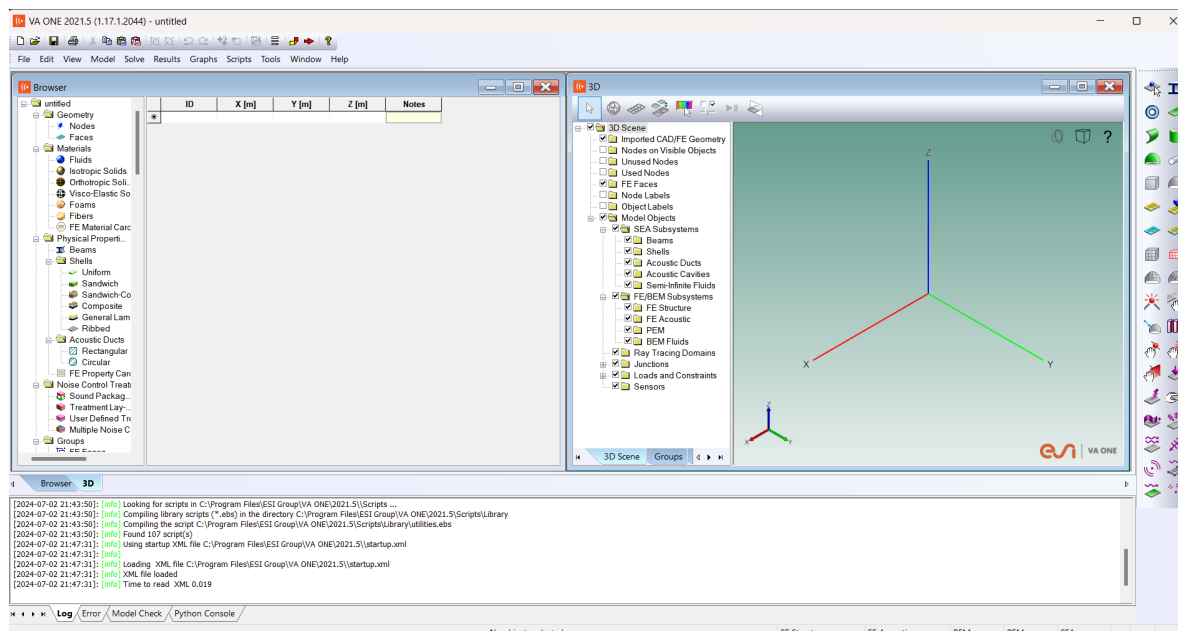 VA ONE 2021.5 (1.17.1.2044) - untitled
File Edit View Model Solve Results Graphs Scripts Tools Window Help
Browser
untitled
Geometry
Nodes
Faces
Materials
Fluids
Isotropic Solids
Orthotropic Soli..
Visco-Elastic So
Foams
Fibers
FE Material Carc
Physical Properti..
Beams
Shells
Uniform
Sandwich
Sandwich-Co
Composite
General Lam
Ribbed
Acoustic Ducts
Rectangular
Circular
FE Property Carc
Noise Control Treat
Sound Packag..
Treatment Lay-..
User Defined Tre
Multiple Noise C
Groups
ID X [m] Y [m] Z [m] Notes
3D
3D Scene
Imported CAD/FE Geometry
Nodes on Visible Objects
Unused Nodes
Used Nodes
FE Faces
Node Labels
Object Labels
Model Objects
SEA Subsystems
Beams
Shells
Acoustic Ducts
Acoustic Cavities
Semi-Infinite Fluids
FE/BEM Subsystems
FE Structure
FE Acoustic
PEM
BEM Fluids
Ray Tracing Domains
Junctions
Loads and Constraints
Sensors
3D Scene Groups
?
Z
X
Y
Z
X
Y
esi VA ONE
Browser 3D
[2024-07-02 21:43:50]: [info] Looking for scripts in C:\Program Files\ESI Group\VA ONE\2021.5\\Scripts ...
[2024-07-02 21:43:50]: [info] Compiling library scripts (*.ebs) in the directory C:\Program Files\ESI Group\VA ONE\2021.5\Scripts\Library
[2024-07-02 21:43:50]: [info] Compiling the script C:\Program Files\ESI Group\VA ONE\2021.5\Scripts\Library\utilities.ebs
[2024-07-02 21:43:50]: [info] Found 107 script(s)
[2024-07-02 21:47:31]: [info] Using startup XML file C:\Program Files\ESI Group\VA ONE\2021.5\\startup.xml
[2024-07-02 21:47:31]: [info]
[2024-07-02 21:47:31]: [info] Loading XML file C:\Program Files\ESI Group\VA ONE\2021.5\\startup.xml
[2024-07-02 21:47:31]: [info] XML file loaded
[2024-07-02 21:47:31]: [info] Time to read XML 0.019
Log Error Model Check Python Console